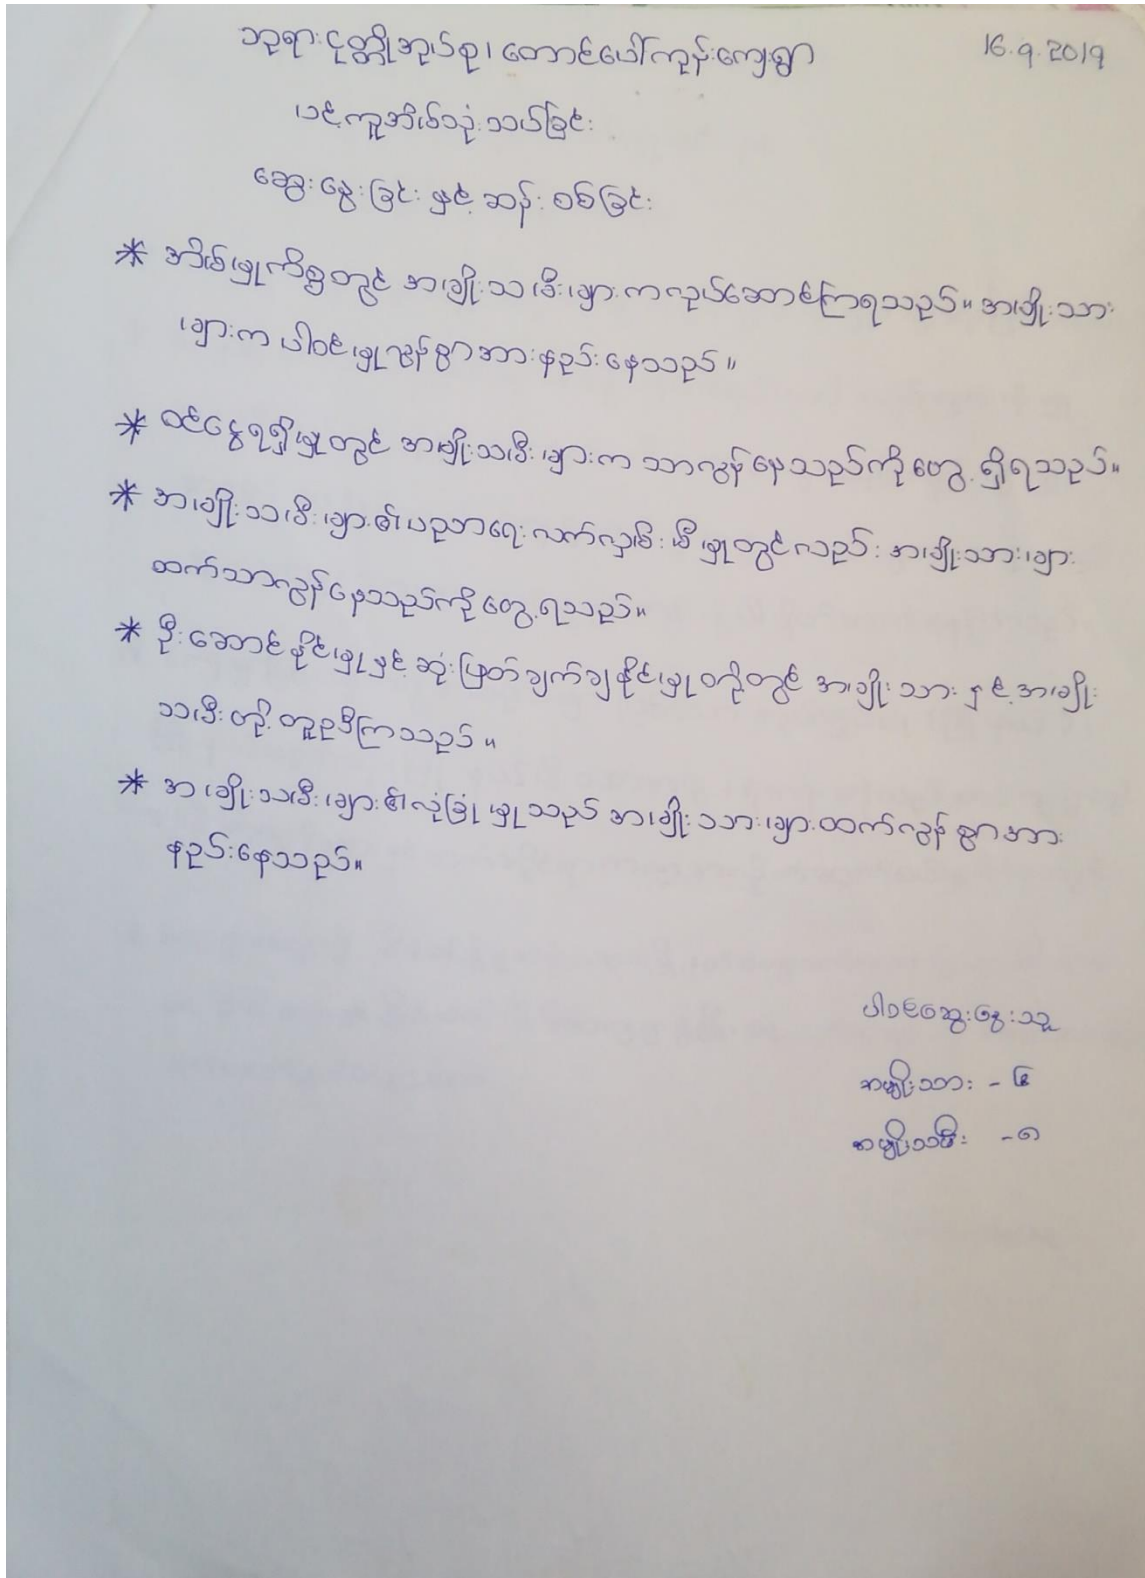 ဘုရားငုတ္တိုအုပ်စု၊ တောင်ပေါ်ကုန်းကျေးရွာ 16.9.2019
ပင့်ကူအိမ်သုံးသပ်ခြင်း
ဆွေးနွေးခြင်း နှင့် ဆန်းစစ်ခြင်း
* အိမ်မှုကိစ္စတွင် အမျိုးသမီးများကလုပ်ဆောင်ကြရသည်။ အမျိုးသား
များက ပါဝင်မှုလွန်စွာအားနည်းနေသည်။
* ဝင်ငွေရရှိမှုတွင် အမျိုးသမီးများက သာလွန်နေသည်ကိုတွေ့ရှိရသည်။
* အမျိုးသမီးများ၏ပညာရေးလက်လှမ်းမီမှုတွင်လည်း အမျိုးသားများ
ထက်သာလွန်နေသည်ကိုတွေ့ရသည်။
* ဦးဆောင်နိုင်မှုနှင့် ဆုံးဖြတ်ချက်ချနိုင်မှုတို့တွင် အမျိုးသား နှင့်အမျိုး
သမီးတို့တူညီကြသည်။
* အမျိုးသမီးများ၏လုံခြုံမှုသည် အမျိုးသားများထက်လွန်စွာအား
နည်းနေသည်။
ပါဝင်ဆွေးနွေးသူ
အမျိုးသား -
အမျိုးသမီး - ၈